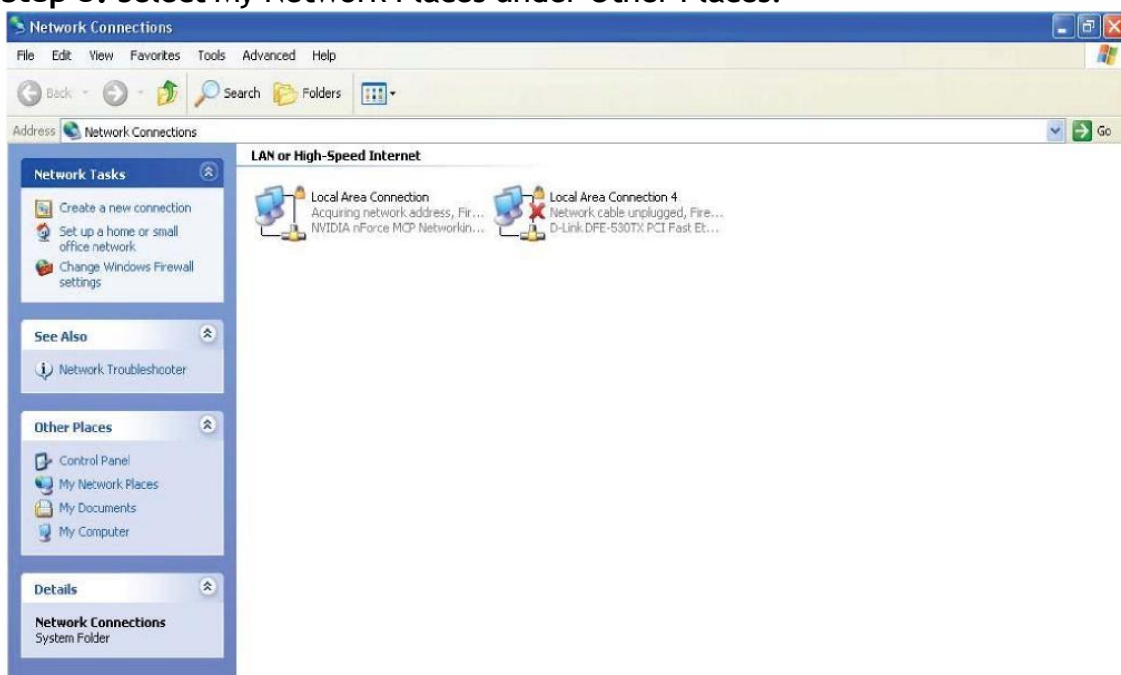 Network Connections
File Edit View Favorites Tools Advanced Help
Back Search Folders
Address Network Connections Go
LAN or High-Speed Internet
Local Area Connection
Acquiring network address, Fir...
NVIDIA nForce MCP Networkin...
Local Area Connection 4
Network cable unplugged, Fire...
D-Link DFE-530TX PCI Fast Et...
Network Tasks
Create a new connection
Set up a home or small
office network
Change Windows Firewall
settings
See Also
Network Troubleshooter
Other Places
Control Panel
My Network Places
My Documents
My Computer
Details
Network Connections
System Folder